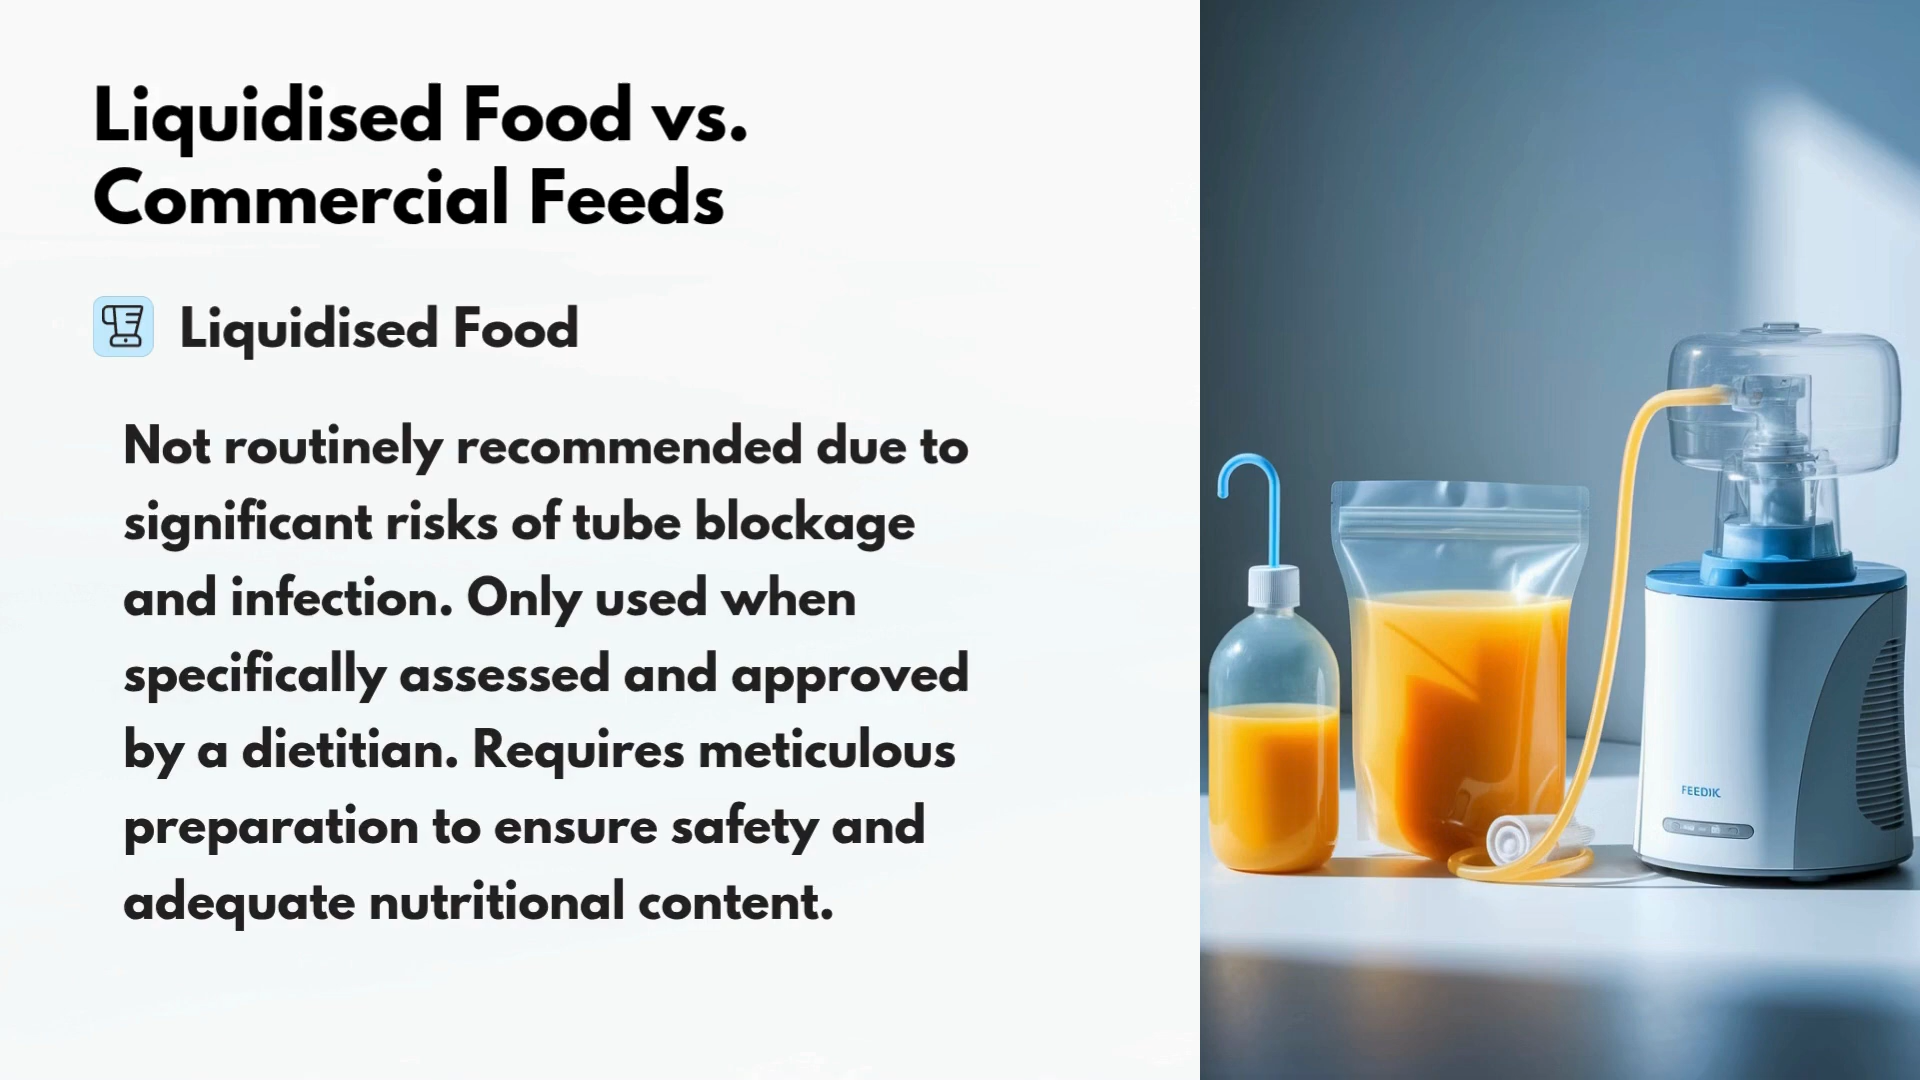 Liquidised Food vs.
Commercial Feeds
Liquidised Food
Not routinely recommended due to
significant risks of tube blockage
and infection. Only used when
specifically assessed and approved
by a dietitian. Requires meticulous
preparation to ensure safety and
adequate nutritional content.
FEEDIK